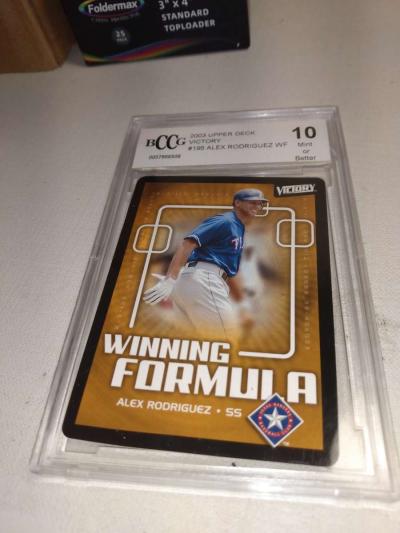 Foldermax
3" x 4"
STANDARD
TOPLOADER
25
BCCG
2003 UPPER DECK
VICTORY
#195 ALEX RODRIGUEZ WF
10
Mint
or
Better
VICTORY
WINNING
FORMULA
ALEX RODRIGUEZ • SS